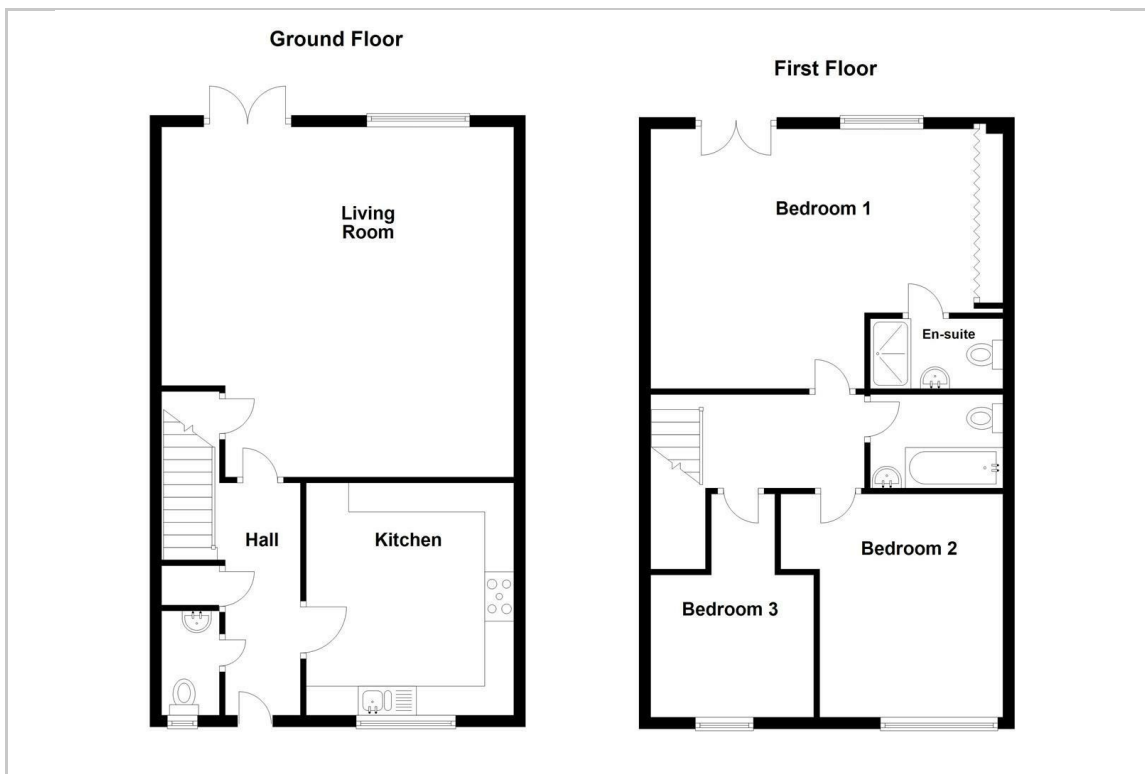 Ground Floor
Living
Room
Hall
Kitchen
First Floor
Bedroom 1
En-suite
Bedroom 2
Bedroom 3